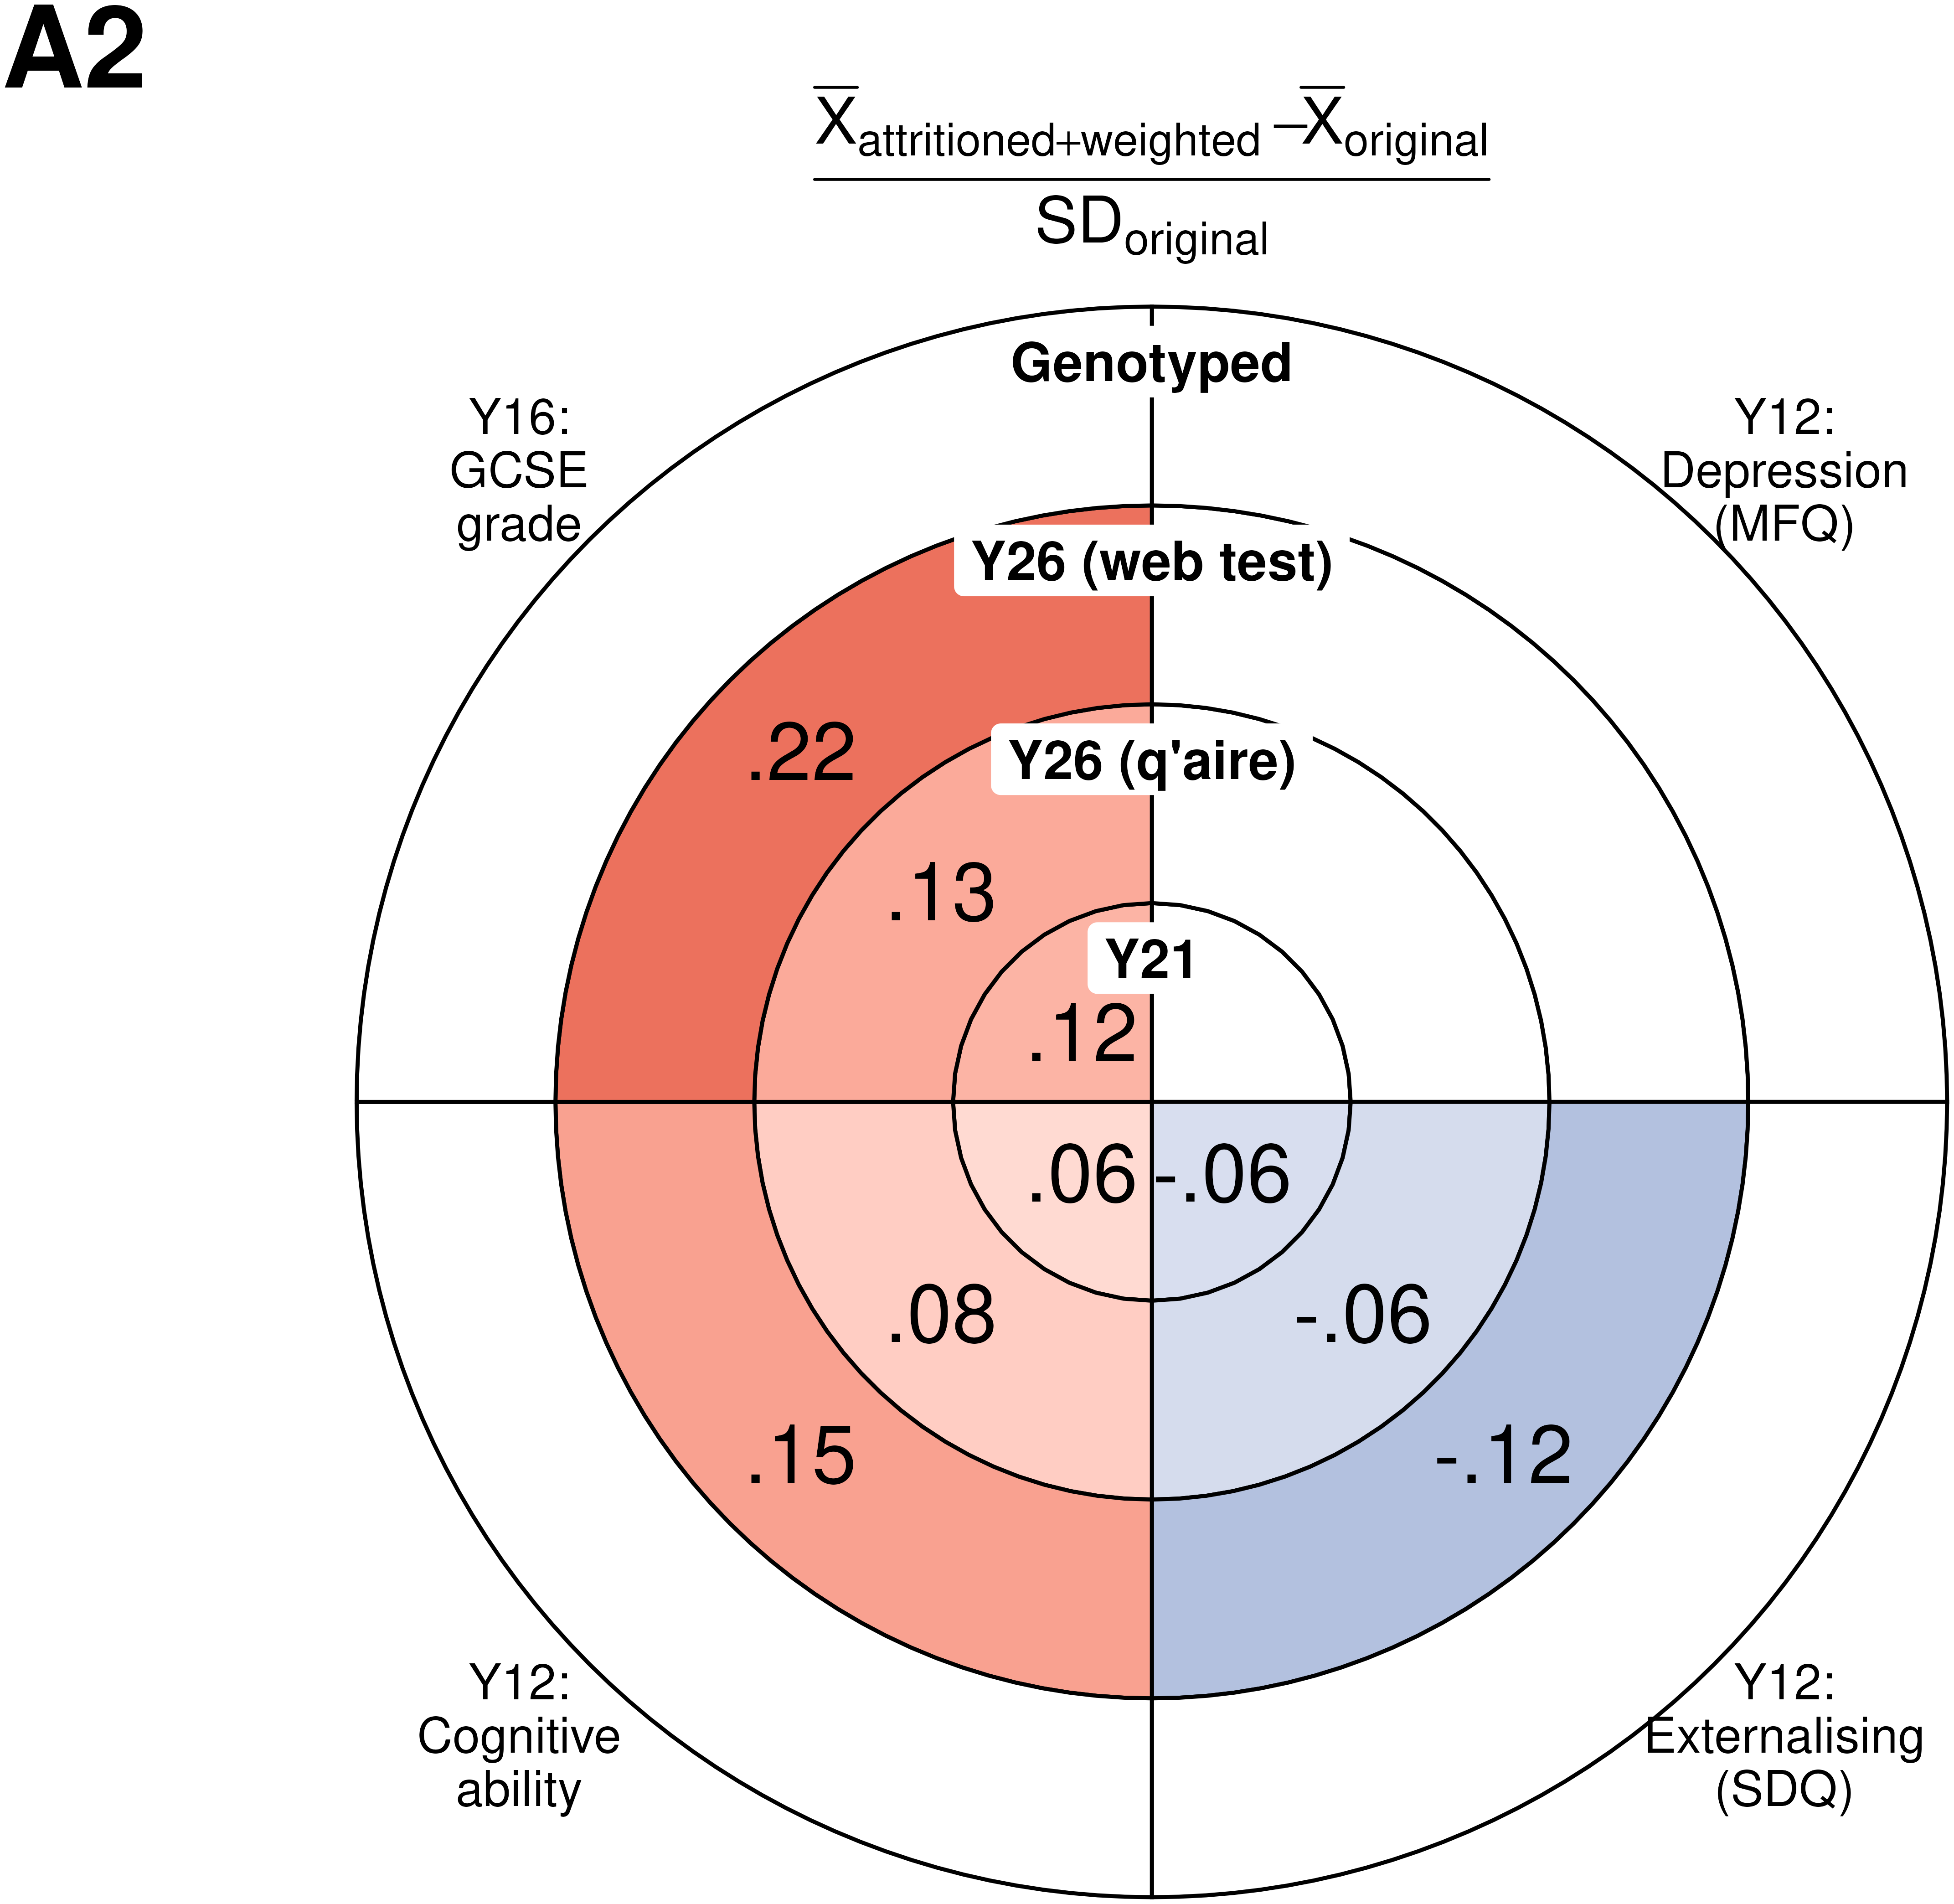 A2
X̅attritioned+weighted –X̅original
SDoriginal
Genotyped
Y16:
GCSE
grade
Y12:
Depression
(MFQ)
Y26 (web test)
.22
Y26 (q'aire)
.13
Y21
.12
.06 -.06
.08 -.06
.15 -.12
Y12:
Cognitive
ability
Y12:
Externalising
(SDQ)